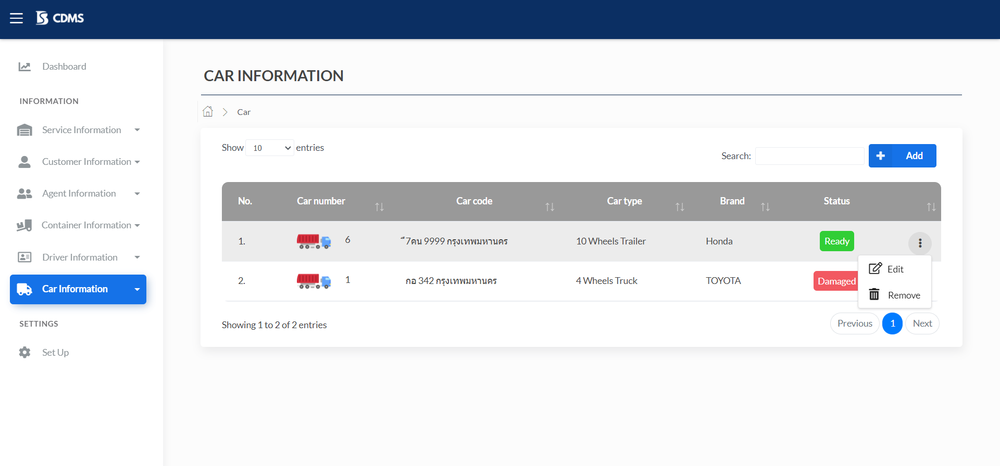 CDMS
Dashboard
INFORMATION
Service Information
Customer Information
Agent Information
Container Information
Driver Information
Car Information
SETTINGS
Set Up
CAR INFORMATION
Car
Show 10 entries
Search: Add
No. Car number Car code Car type Brand Status
1. 6 ึ7คน 9999 กรุงเทพมหานคร 10 Wheels Trailer Honda Ready
2. 1 กอ 342 กรุงเทพมหานคร 4 Wheels Truck TOYOTA Damaged
Edit
Remove
Showing 1 to 2 of 2 entries
Previous 1 Next